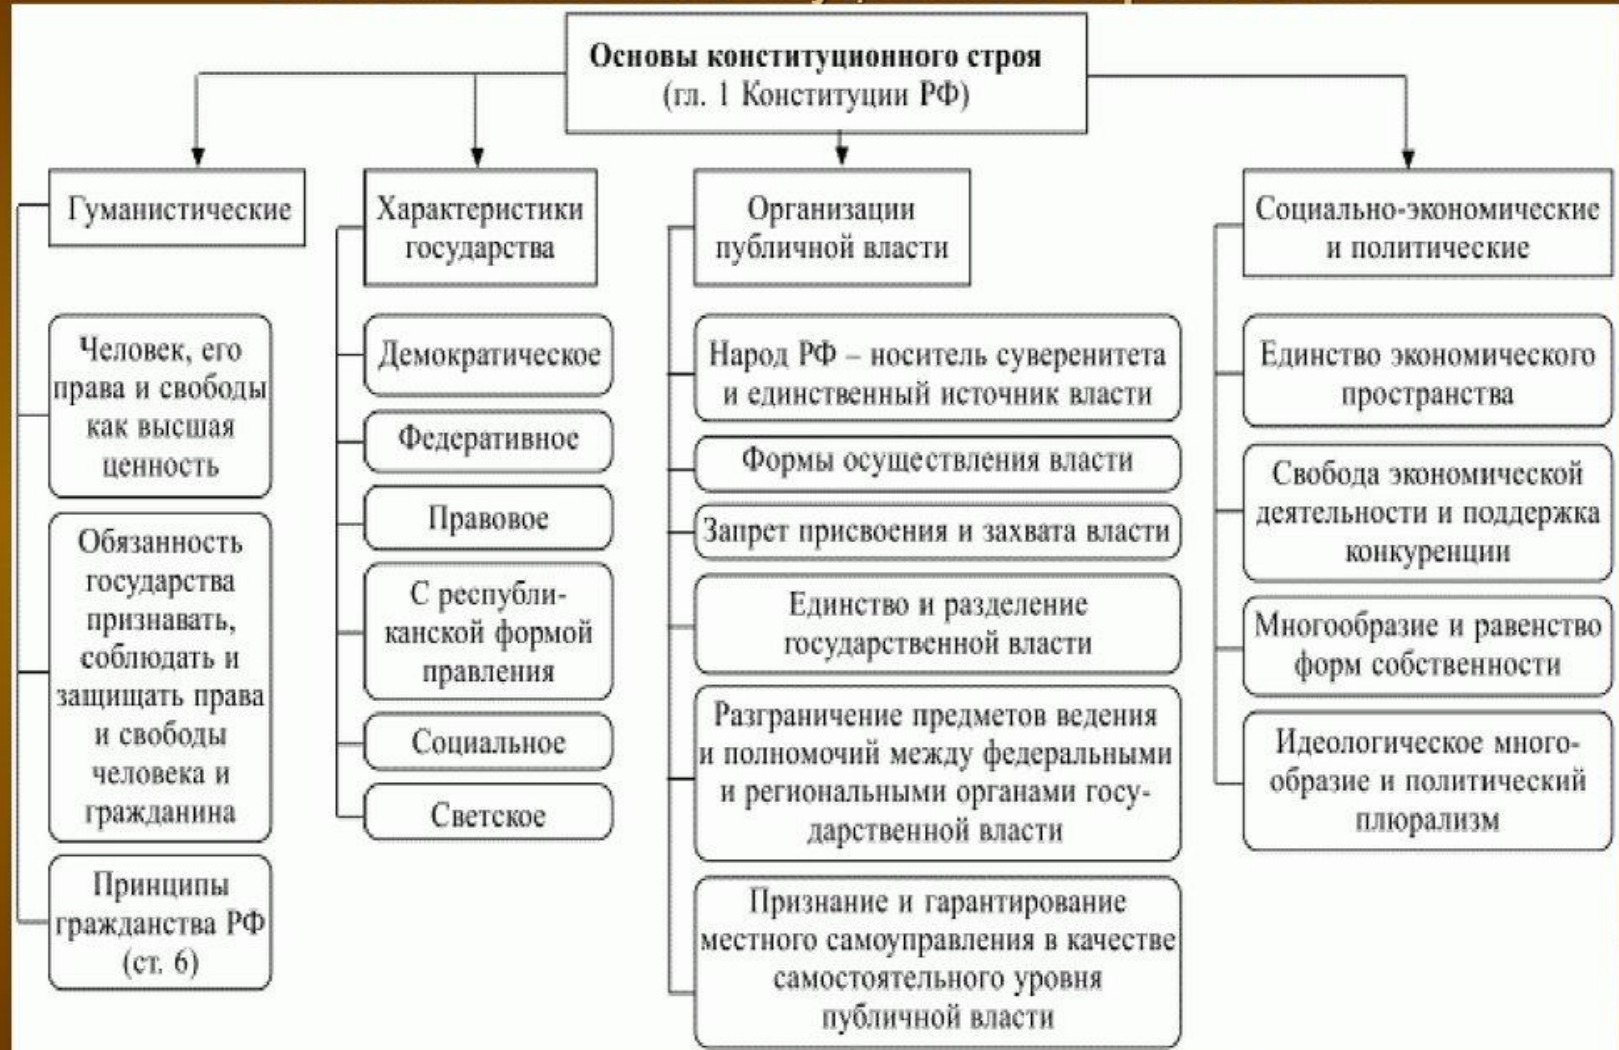 Основы конституционного строя
(гл. 1 Конституции РФ)
Гуманистические
Человек, его
права и свободы
как высшая
ценность
Обязанность
государства
признавать,
соблюдать и
защищать права
и свободы
человека и
гражданина
Принципы
гражданства РФ
(ст. 6)
Характеристики
государства
Демократическое
Федеративное
Правовое
С республи-
канской формой
правления
Социальное
Светское
Организации
публичной власти
Народ РФ – носитель суверенитета
и единственный источник власти
Формы осуществления власти
Запрет присвоения и захвата власти
Единство и разделение
государственной власти
Разграничение предметов ведения
и полномочий между федеральными
и региональными органами госу-
дарственной власти
Признание и гарантирование
местного самоуправления в качестве
самостоятельного уровня
публичной власти
Социально-экономические
и политические
Единство экономического
пространства
Свобода экономической
деятельности и поддержка
конкуренции
Многообразие и равенство
форм собственности
Идеологическое много-
образие и политический
плюрализм